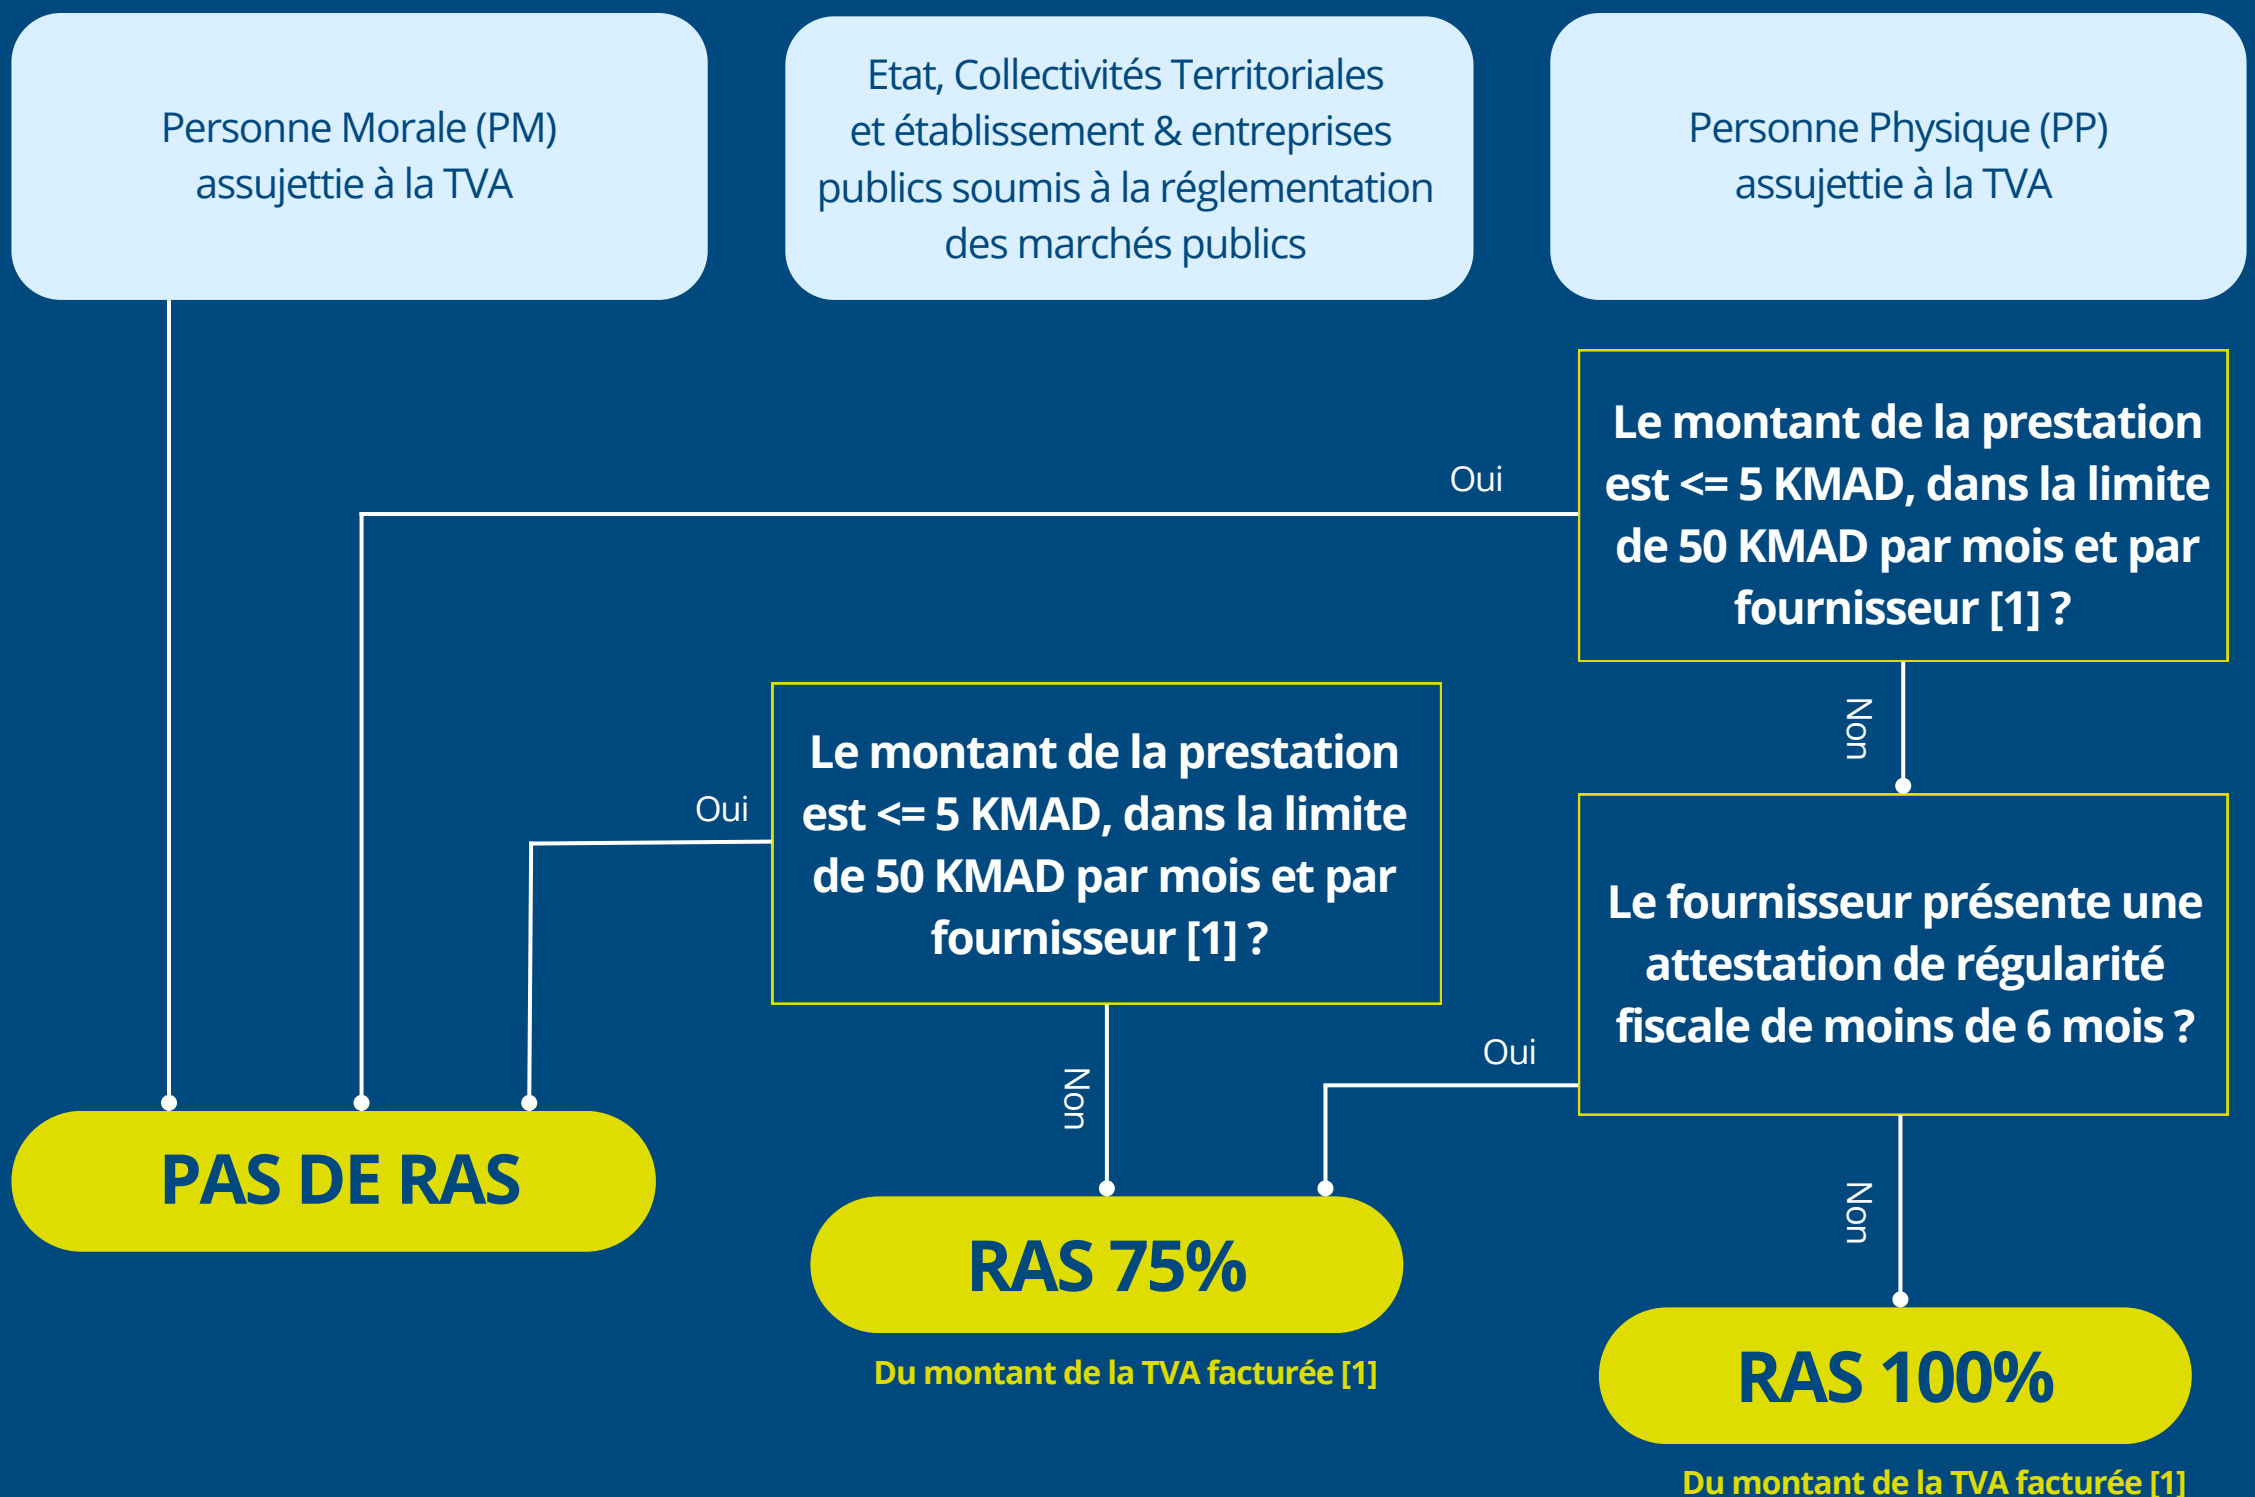 Personne Morale (PM)
assujettie à la TVA
Etat, Collectivités Territoriales
et établissement & entreprises
publics soumis à la réglementation
des marchés publics
Personne Physique (PP)
assujettie à la TVA
Le montant de la prestation
est <= 5 KMAD, dans la limite
de 50 KMAD par mois et par
fournisseur [1] ?
Oui
Non
Le montant de la prestation
est <= 5 KMAD, dans la limite
de 50 KMAD par mois et par
fournisseur [1] ?
Oui
Non
Le fournisseur présente une
attestation de régularité
fiscale de moins de 6 mois ?
Oui
Non
PAS DE RAS
RAS 75%
Du montant de la TVA facturée [1]
RAS 100%
Du montant de la TVA facturée [1]